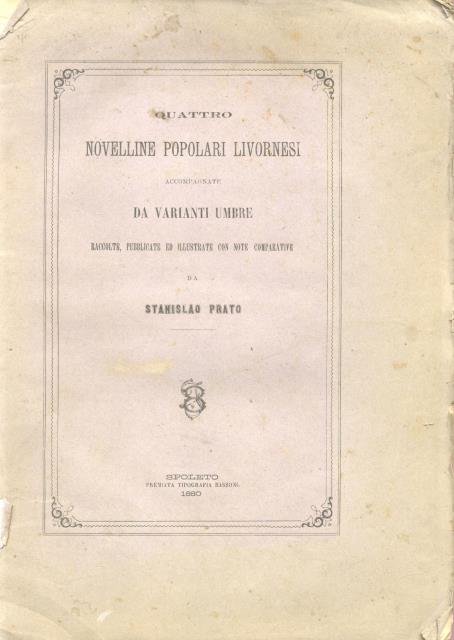 QUATTRO
NOVELLINE POPOLARI LIVORNESI
ACCOMPAGNATE
DA VARIANTI UMBRE
RACCOLTE, PUBBLICATE ED ILLUSTRATE CON NOTE COMPARATIVE
DA
STANISLAO PRATO
SPOLETO
PREMIATA TIPOGRAFIA BASSONI.
1880